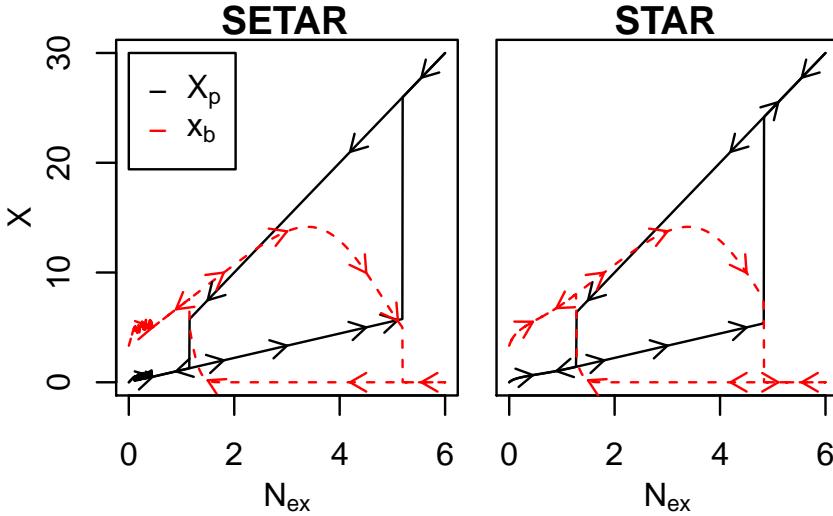 SETAR STAR
X
30
20
10
0
X_p
x_b
0 2 4 6 0 2 4 6
N_ex N_ex